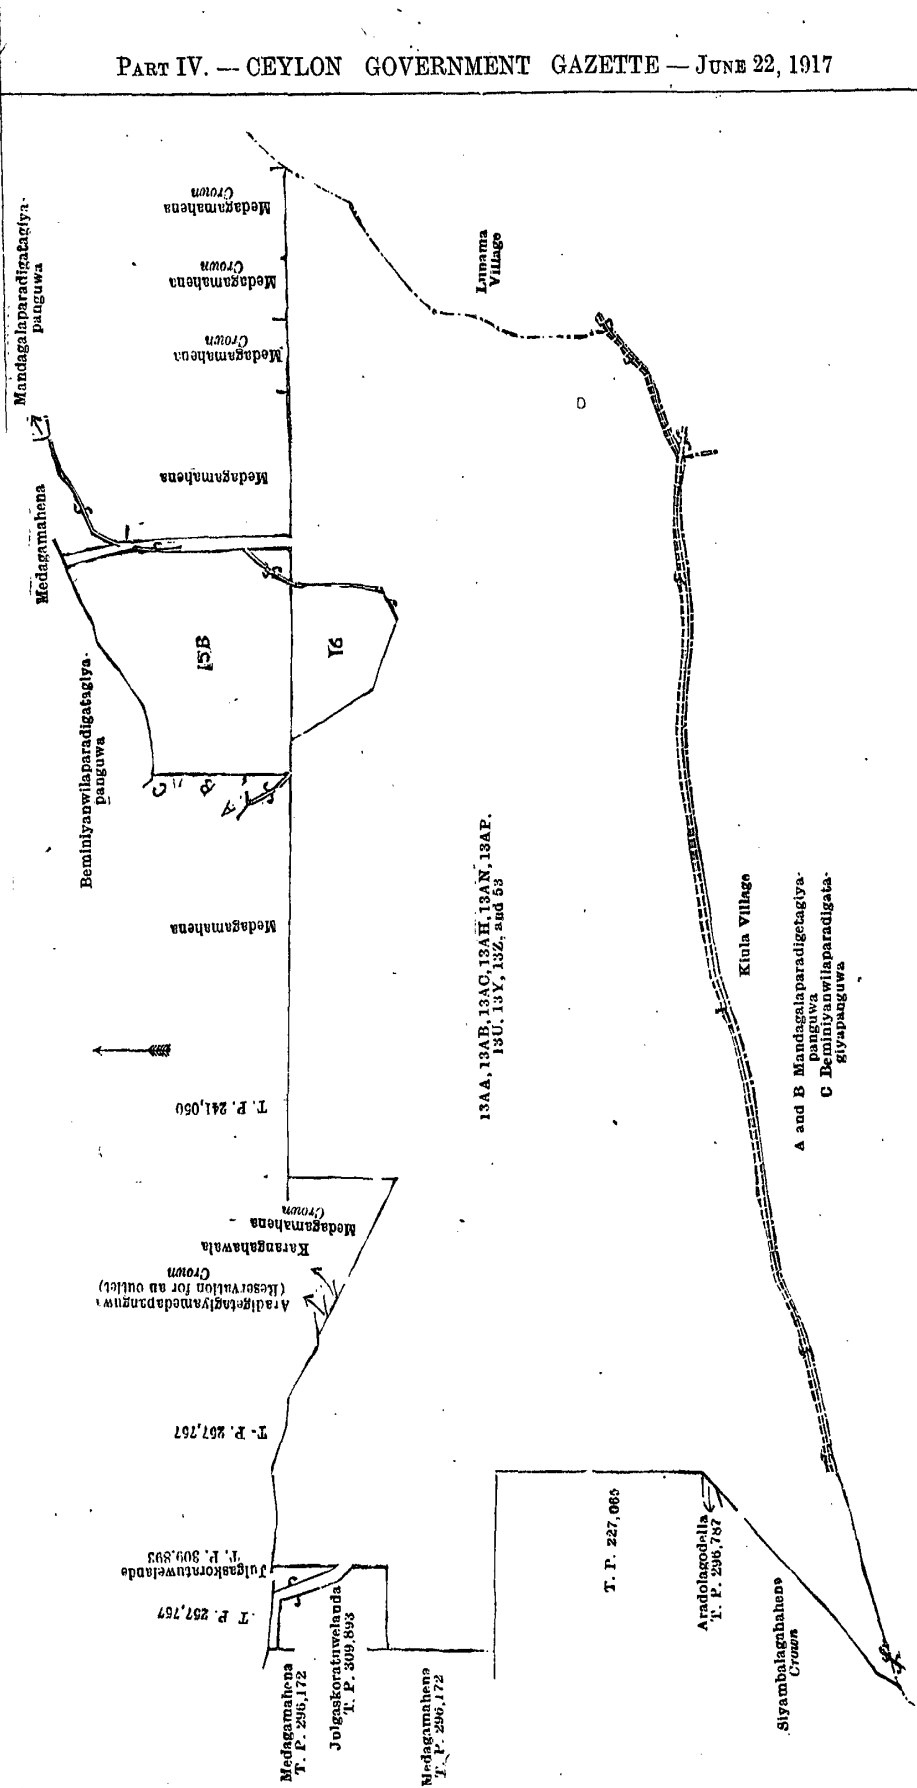 PART IV. — CEYLON GOVERNMENT GAZETTE — JUNE 22, 1917
Medagamahena
Crown
Medagamahena
Crown
Medagamahena
Crown
Medagamahena
Mandagalaparadigatagiya-
panguwa
Lunama
Village
D
Medagamahena
15B
16
Beminiyanwilaparadigatagiya-
panguwa
C
B
A
Medagamahena
13AA, 13AB, 13AC, 13AH, 13AN, 13AP,
13U, 13Y, 13Z, and 53
Kiula Village
A and B Mandagalaparadigetagiya-
panguwa
C Beminiyanwilaparadigata-
giyapanguwa
T. P. 241,050
Medagamahena
Crown
Karangahawala
Aradigetagiyamedapanguwa
(Reservation for an outlet)
Crown
T. P. 257,757
Julgaskoratuwelande
T. P. 309,893
T. P. 257,757
Medagamahena
T. P. 296,172
Julgaskoratuwelanda
T. P. 309,893
Medagamahena
T. P. 296,172
T. P. 227,065
Aradolagodella
T. P. 296,787
Siyambalagahahena
Crown